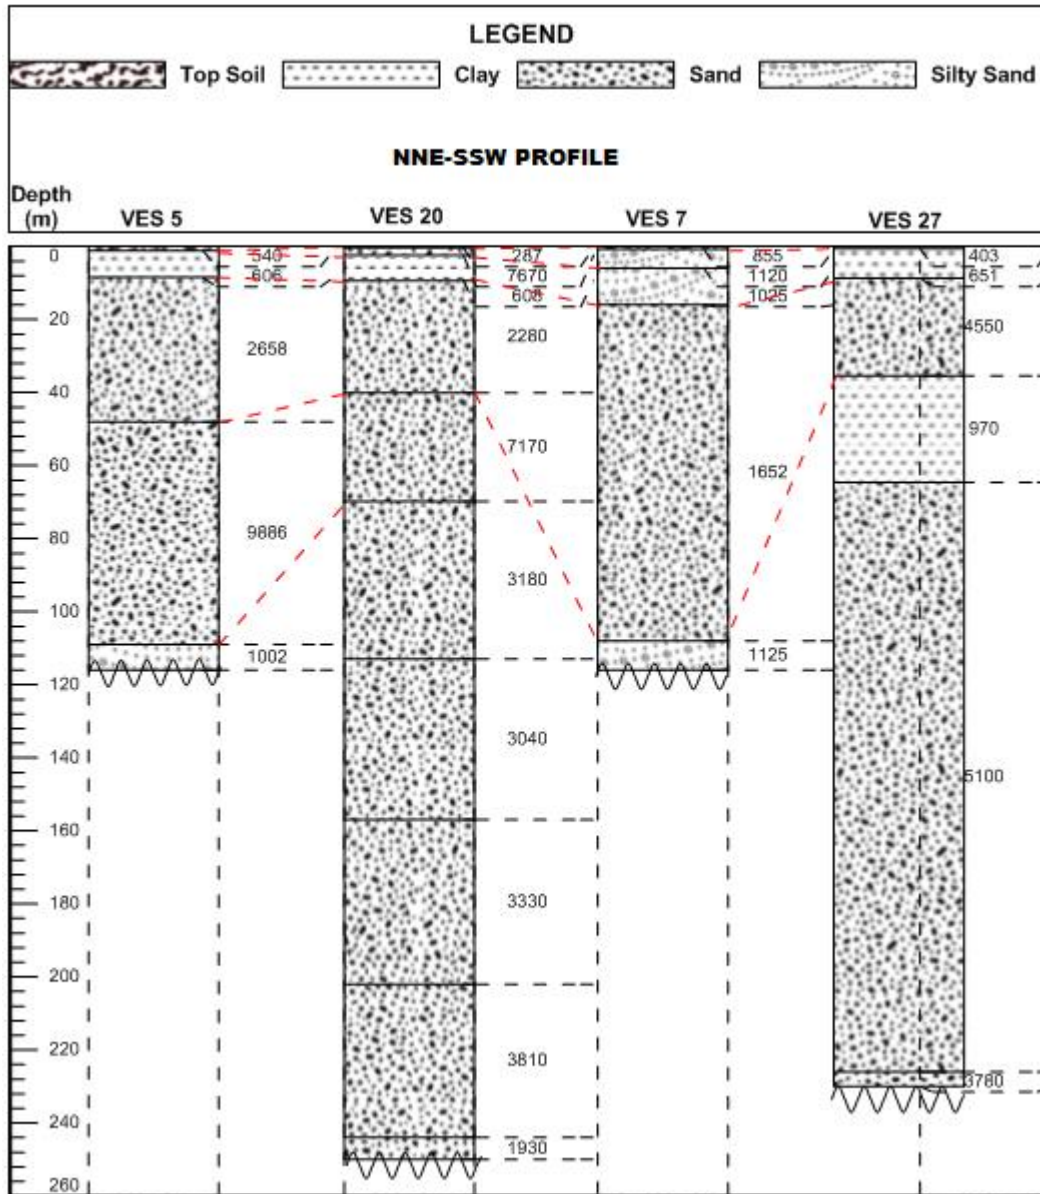 LEGEND
Top Soil Clay Sand Silty Sand
NNE-SSW PROFILE
Depth
(m) VES 5 VES 20 VES 7 VES 27
0 540 287 855 403
606 7670 1120 651
608 1025
20 2658 2280 4550
40
60 7170 1652 970
80 9886 3180
100
120 1002 1125
140 3040 5100
160
180 3330
200
220 3810 3780
240 1930
260